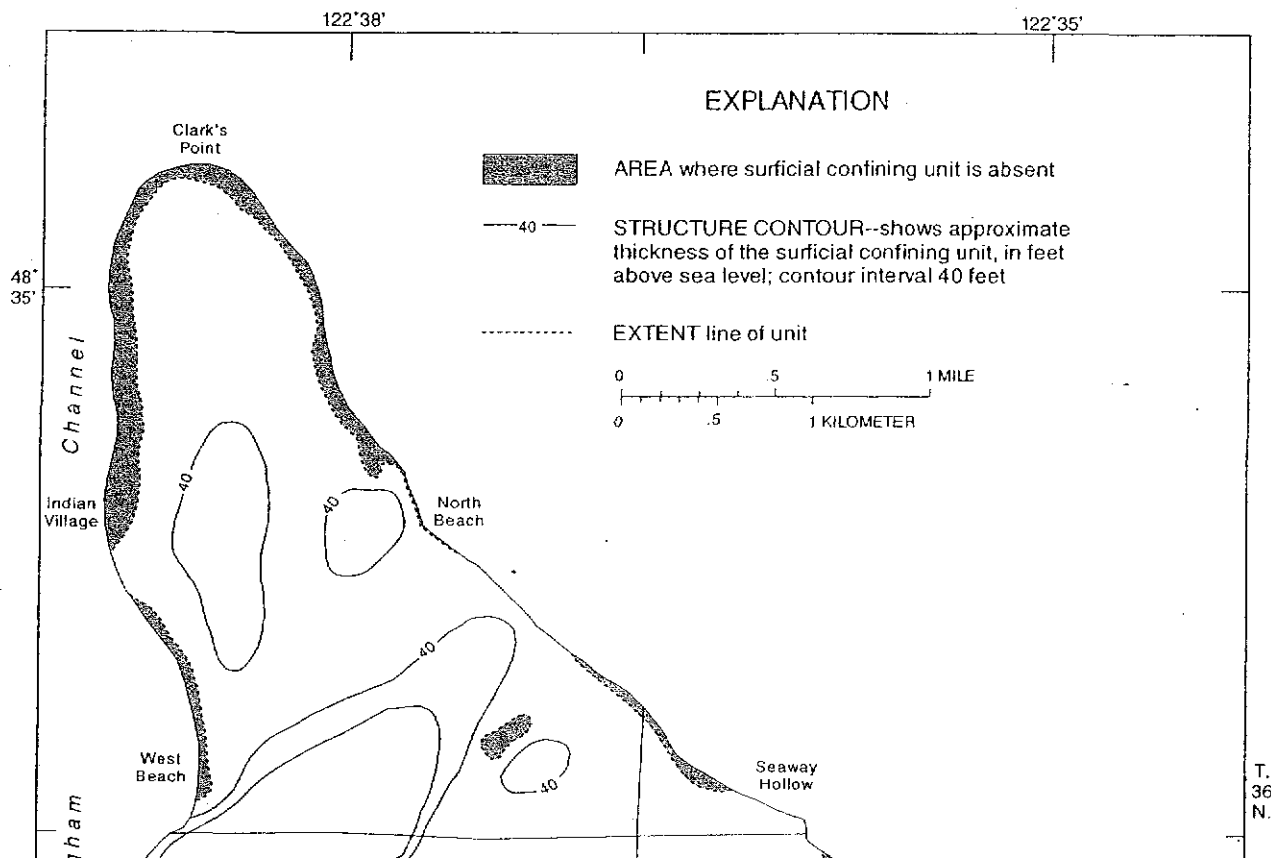 122°38'
122°35'
EXPLANATION
Clark's
Point
AREA where surficial confining unit is absent
40
STRUCTURE CONTOUR--shows approximate
thickness of the surficial confining unit, in feet
above sea level; contour interval 40 feet
48°
35'
EXTENT line of unit
0 .5 1 MILE
0 .5 1 KILOMETER
Channel
40
40
Indian
Village
North
Beach
40
West
Beach
40
Seaway
Hollow
T.
36
N.
gham